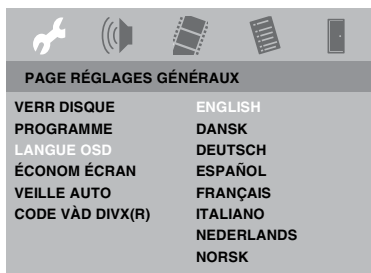 PAGE RÉGLAGES GÉNÉRAUX
VERR DISQUE ENGLISH
PROGRAMME DANSK
LANGUE OSD DEUTSCH
ÉCONOM ÉCRAN ESPAÑOL
VEILLE AUTO FRANÇAIS
CODE VÀD DIVX(R) ITALIANO
NEDERLANDS
NORSK